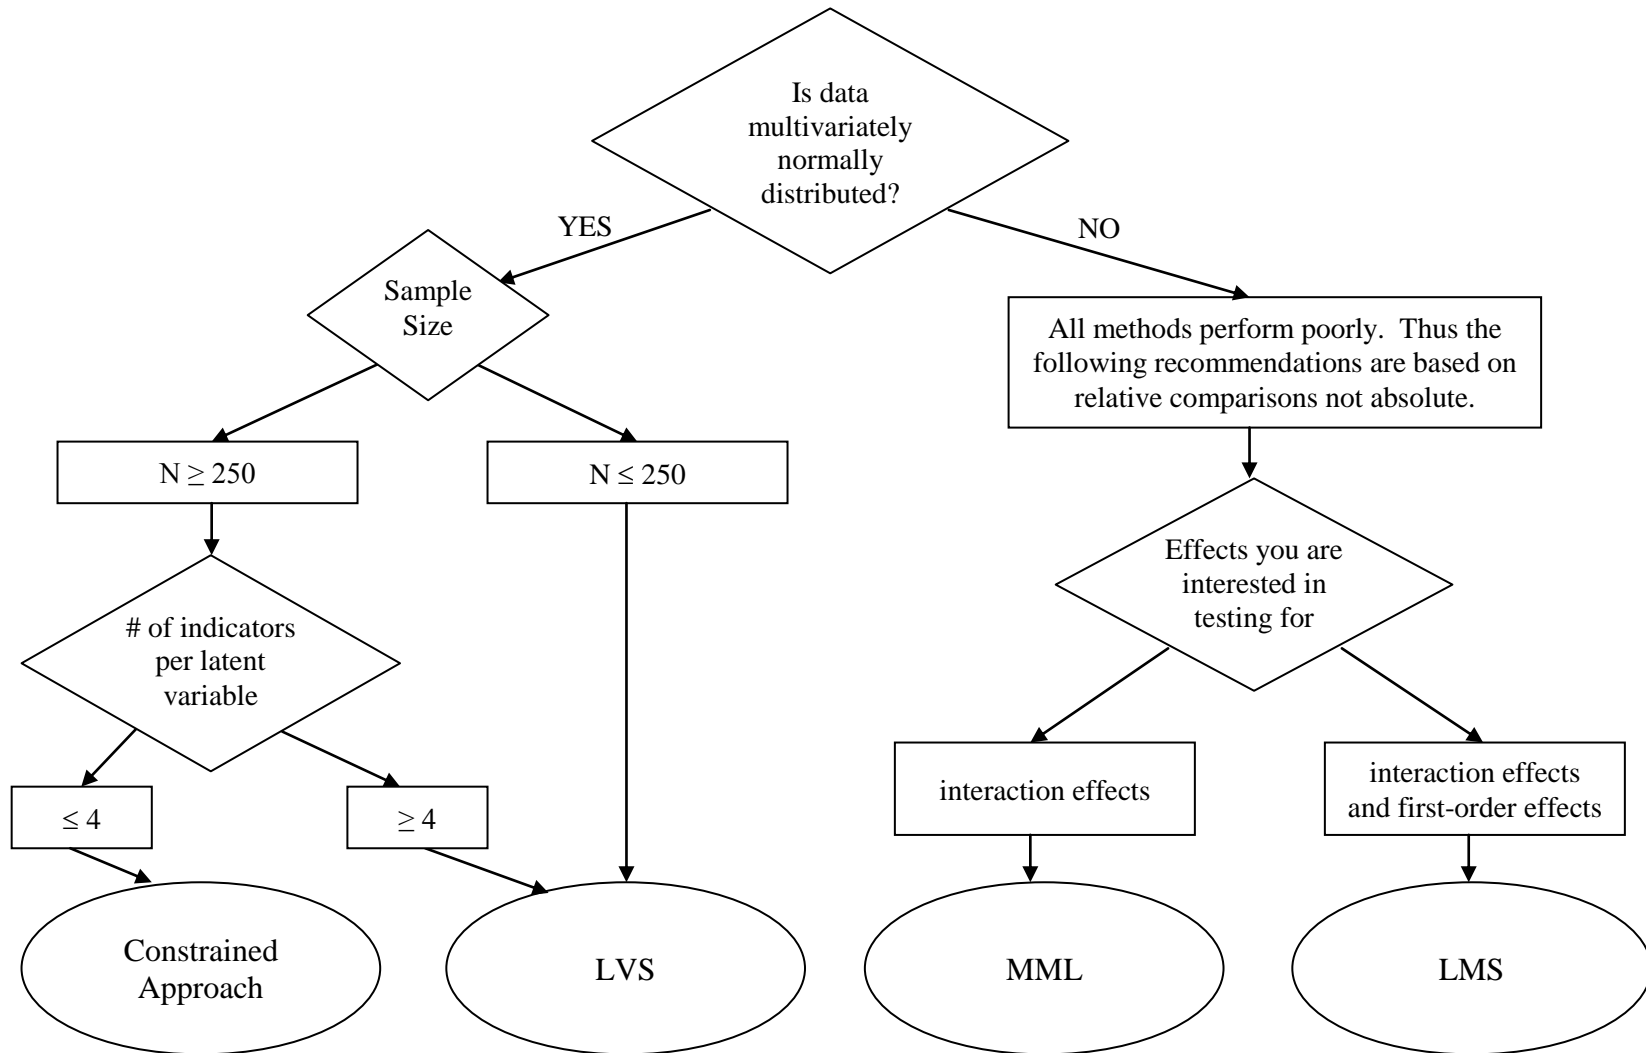 Is data
multivariately
normally
distributed?
YES
NO
Sample
Size
All methods perform poorly.  Thus the
following recommendations are based on
relative comparisons not absolute.
N ≥ 250
N ≤ 250
Effects you are
interested in
testing for
# of indicators
per latent
variable
interaction effects
interaction effects
and first-order effects
≤ 4
≥ 4
Constrained
Approach
LVS
MML
LMS